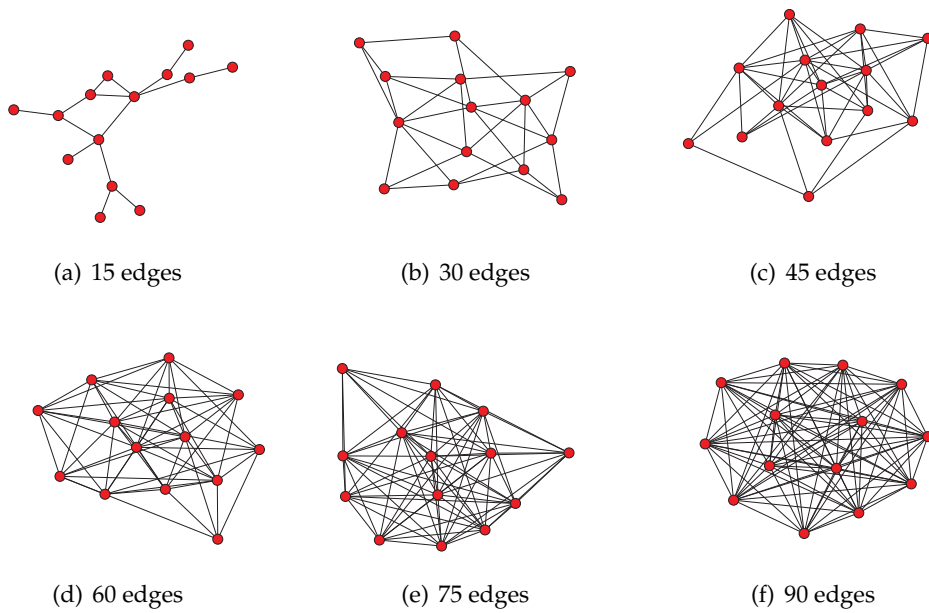 (a) 15 edges
(b) 30 edges
(c) 45 edges
(d) 60 edges
(e) 75 edges
(f) 90 edges